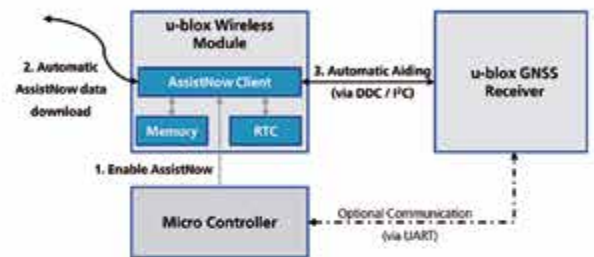 u-blox Wireless
Module
2. Automatic
AssistNow data
download
AssistNow Client
Memory
RTC
3. Automatic Aiding
(via DDC / I²C)
u-blox GNSS
Receiver
1. Enable AssistNow
Micro Controller
Optional Communication
(via UART)